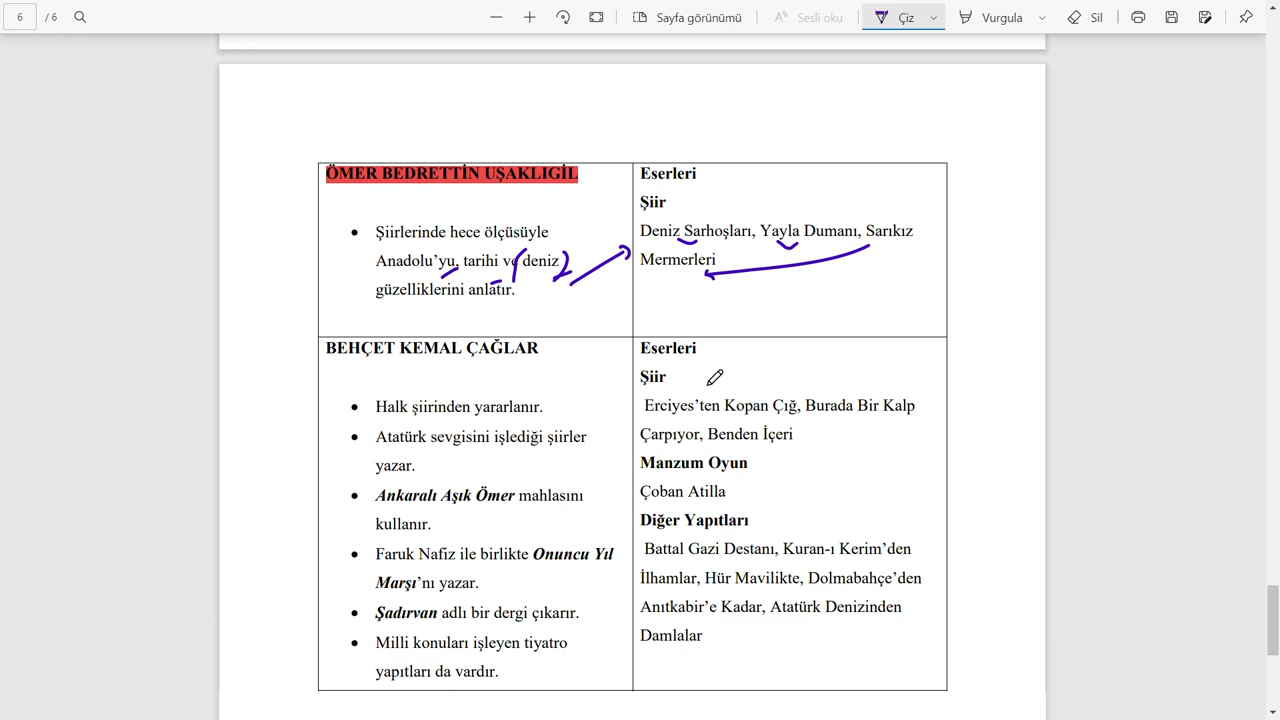 6 / 6 Sayfa görünümü Sesli oku Çiz Vurgula Sil
ÖMER BEDRETTİN UŞAKLIGİL
Şiirlerinde hece ölçüsüyle
Anadolu'yu, tarihi ve deniz
güzelliklerini anlatır.
Eserleri
Şiir
Deniz Sarhoşları, Yayla Dumanı, Sarıkız
Mermerleri
BEHÇET KEMAL ÇAĞLAR
Halk şiirinden yararlanır.
Atatürk sevgisini işlediği şiirler
yazar.
Ankaralı Aşık Ömer mahlasını
kullanır.
Faruk Nafiz ile birlikte Onuncu Yıl
Marşı'nı yazar.
Şadırvan adlı bir dergi çıkarır.
Milli konuları işleyen tiyatro
yapıtları da vardır.
Eserleri
Şiir
Erciyes'ten Kopan Çığ, Burada Bir Kalp
Çarpıyor, Benden İçeri
Manzum Oyun
Çoban Atilla
Diğer Yapıtları
Battal Gazi Destanı, Kuran-ı Kerim'den
İlhamlar, Hür Mavilikte, Dolmabahçe'den
Anıtkabir'e Kadar, Atatürk Denizinden
Damlalar